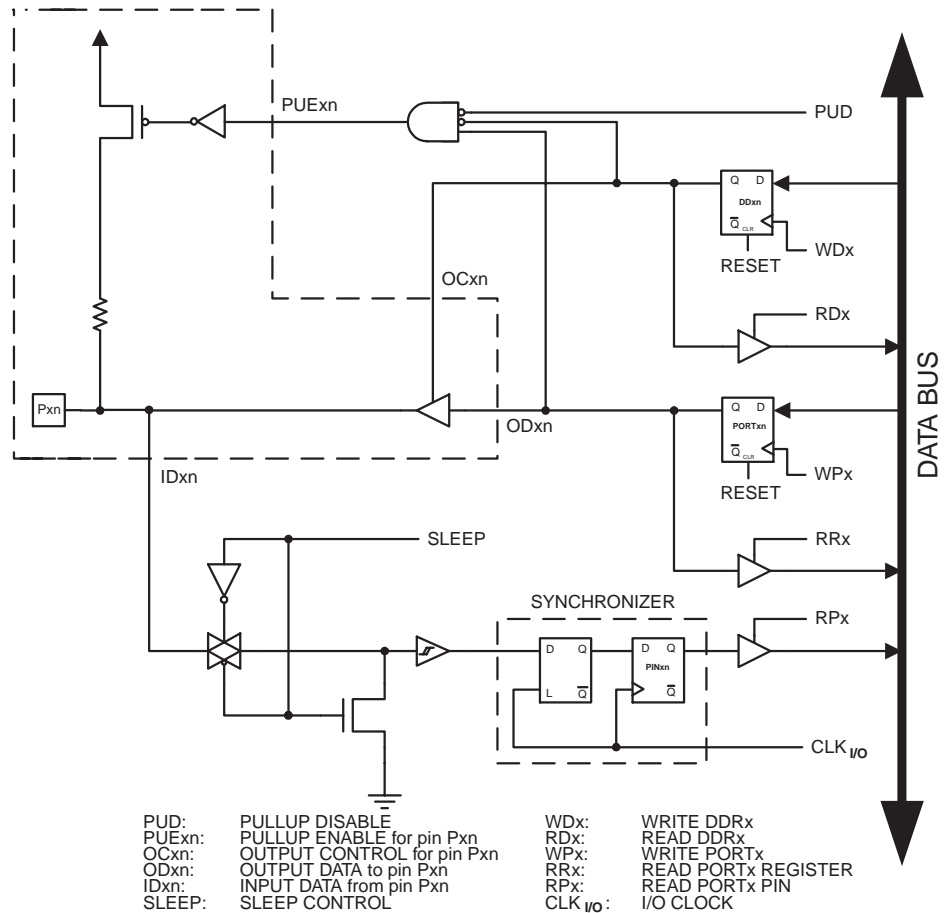 PUD
PUExn
Q D
DDxn
Q CLR
WDx
RESET
OCxn
RDx
Pxn
ODxn
Q D
PORTxn
Q CLR
WPx
RESET
IDxn
DATA BUS
SLEEP
RRx
SYNCHRONIZER
RPx
D Q
L Q
D Q
PINxn
Q
CLK I/O
PUD: PULLUP DISABLE
PUExn: PULLUP ENABLE for pin Pxn
OCxn: OUTPUT CONTROL for pin Pxn
ODxn: OUTPUT DATA to pin Pxn
IDxn: INPUT DATA from pin Pxn
SLEEP: SLEEP CONTROL
WDx: WRITE DDRx
RDx: READ DDRx
WPx: WRITE PORTx
RRx: READ PORTx REGISTER
RPx: READ PORTx PIN
CLK I/O: I/O CLOCK